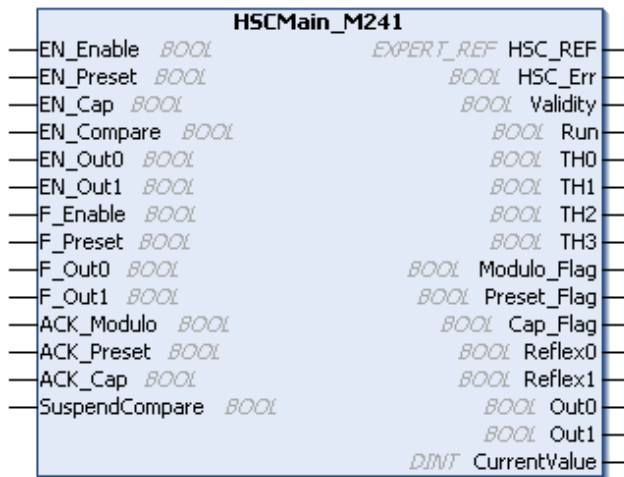 HSCMain_M241
EN_Enable BOOL EXPERT_REF HSC_REF
EN_Preset BOOL BOOL HSC_Err
EN_Cap BOOL BOOL Validity
EN_Compare BOOL BOOL Run
EN_Out0 BOOL BOOL TH0
EN_Out1 BOOL BOOL TH1
F_Enable BOOL BOOL TH2
F_Preset BOOL BOOL TH3
F_Out0 BOOL BOOL Modulo_Flag
F_Out1 BOOL BOOL Preset_Flag
ACK_Modulo BOOL BOOL Cap_Flag
ACK_Preset BOOL BOOL Reflex0
ACK_Cap BOOL BOOL Reflex1
SuspendCompare BOOL BOOL Out0
BOOL Out1
DINT CurrentValue